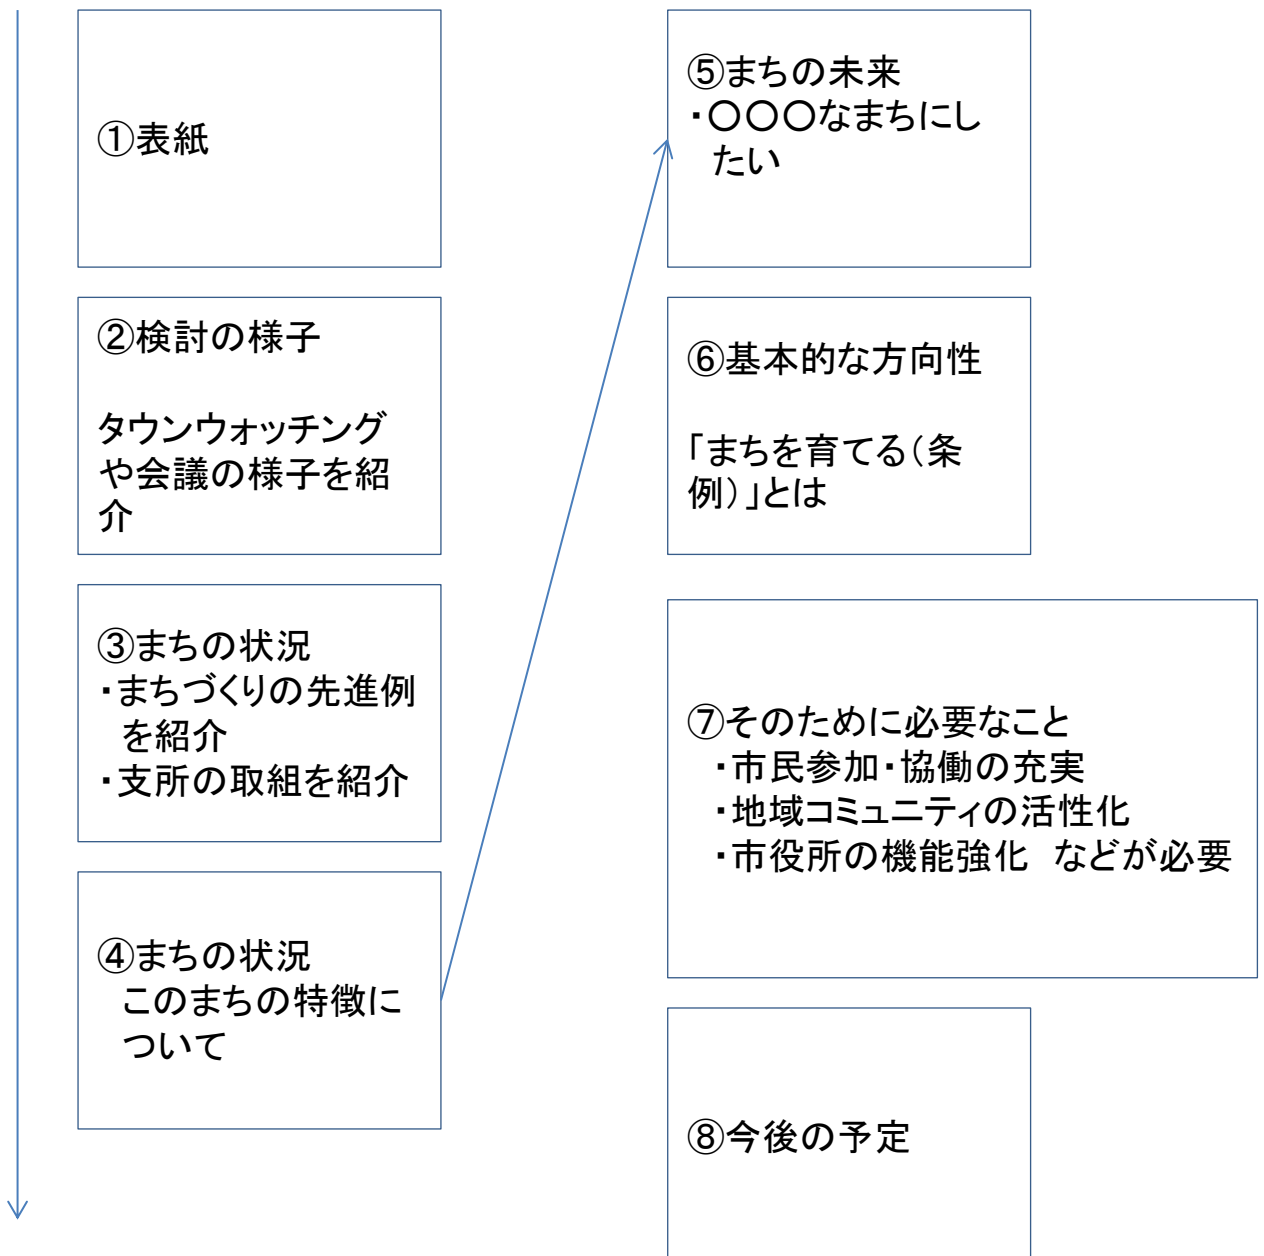 ①表紙
②検討の様子
タウンウォッチング
や会議の様子を紹
介
③まちの状況
・まちづくりの先進例
を紹介
・支所の取組を紹介
④まちの状況
このまちの特徴に
ついて
⑤まちの未来
・〇〇〇なまちにし
たい
⑥基本的な方向性
「まちを育てる（条
例）」とは
⑦そのために必要なこと
・市民参加・協働の充実
・地域コミュニティの活性化
・市役所の機能強化　などが必要
⑧今後の予定